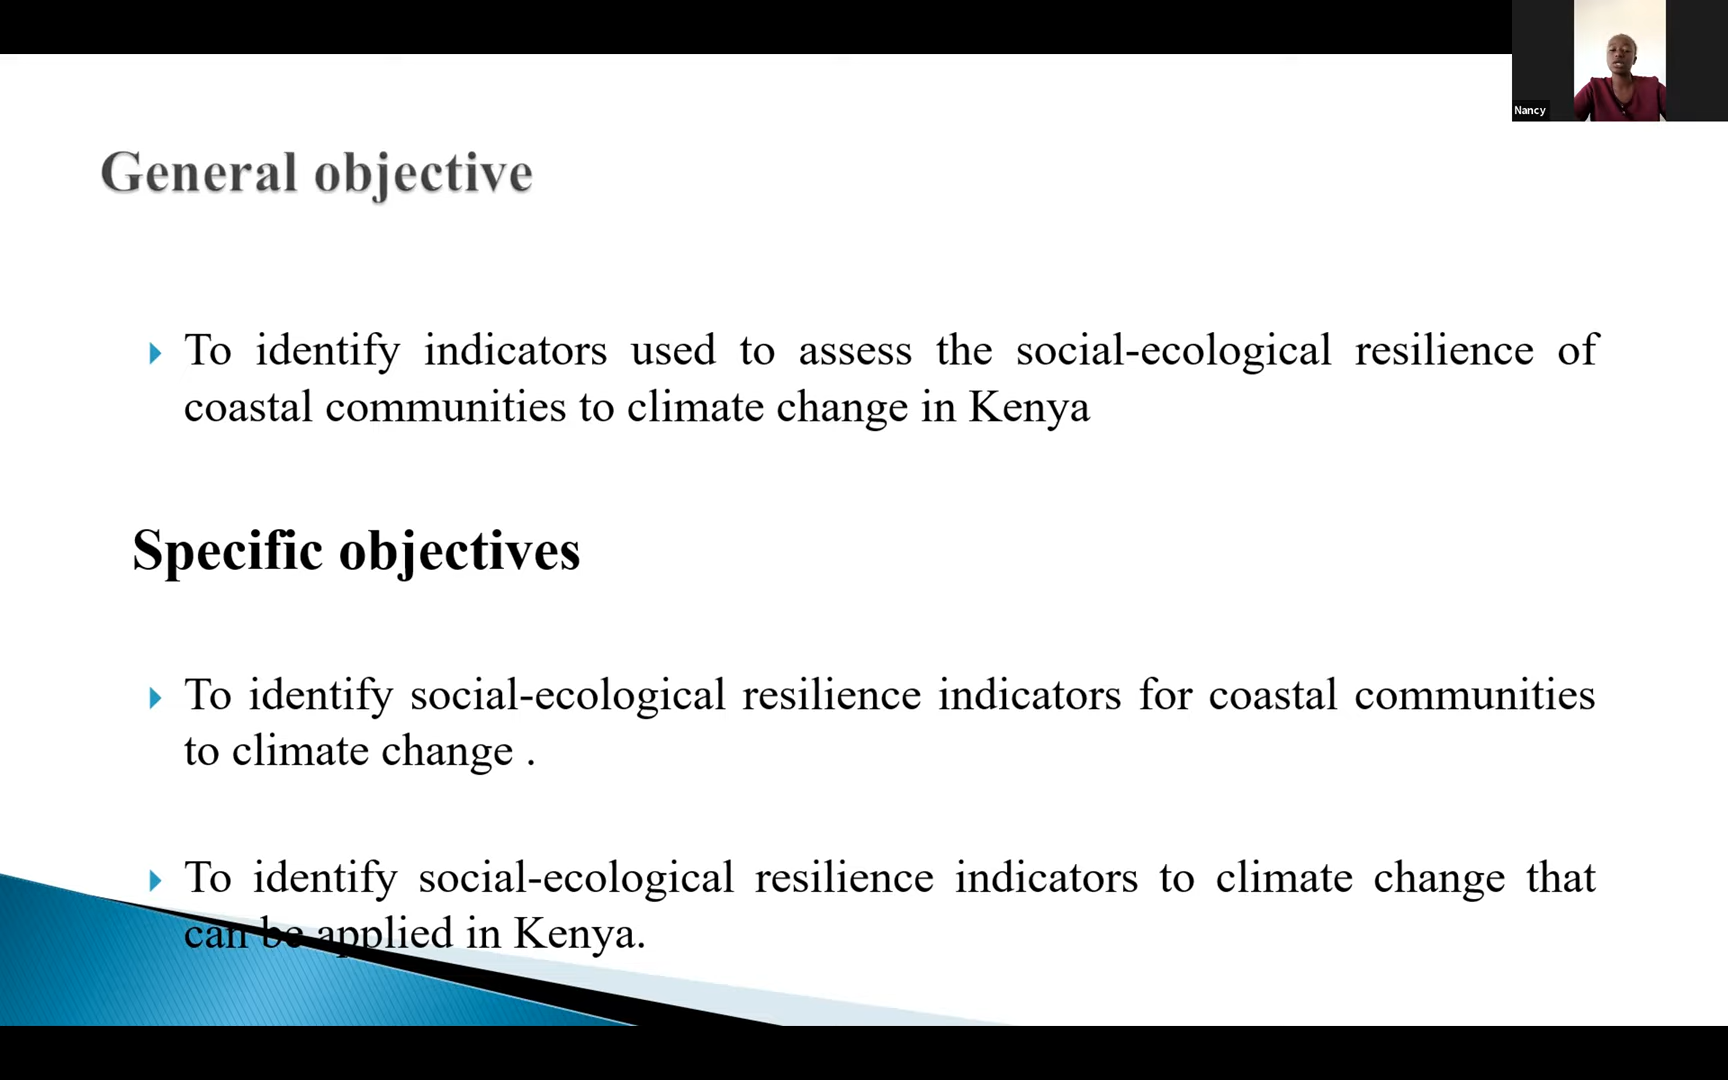 Nancy
General objective
To identify indicators used to assess the social-ecological resilience of
coastal communities to climate change in Kenya
Specific objectives
To identify social-ecological resilience indicators for coastal communities
to climate change .
To identify social-ecological resilience indicators to climate change that
can be applied in Kenya.